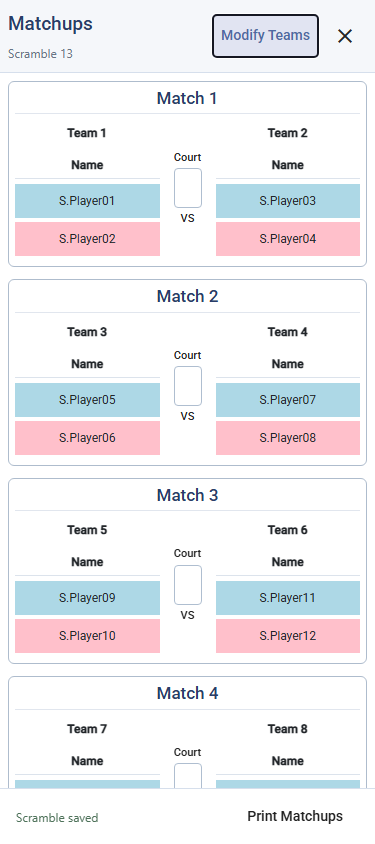 Matchups
Scramble 13
Modify Teams
Match 1
Team 1
Team 2
Name
Court
Name
S.Player01
S.Player03
VS
S.Player02
S.Player04
Match 2
Team 3
Team 4
Name
Court
Name
S.Player05
S.Player07
VS
S.Player06
S.Player08
Match 3
Team 5
Team 6
Name
Court
Name
S.Player09
S.Player11
VS
S.Player10
S.Player12
Match 4
Team 7
Team 8
Name
Court
Name
Scramble saved
Print Matchups